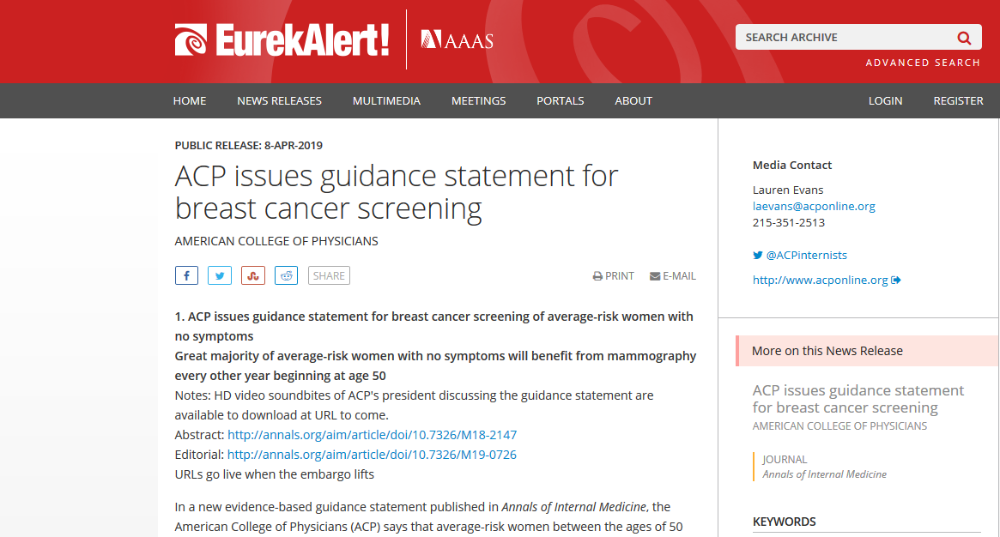 EurekAlert!
AAAS
SEARCH ARCHIVE
ADVANCED SEARCH
HOME NEWS RELEASES MULTIMEDIA MEETINGS PORTALS ABOUT LOGIN REGISTER
PUBLIC RELEASE: 8-APR-2019
ACP issues guidance statement for
breast cancer screening
AMERICAN COLLEGE OF PHYSICIANS
SHARE
PRINT E-MAIL
1. ACP issues guidance statement for breast cancer screening of average-risk women with
no symptoms
Great majority of average-risk women with no symptoms will benefit from mammography
every other year beginning at age 50
Notes: HD video soundbites of ACP's president discussing the guidance statement are
available to download at URL to come.
Abstract: http://annals.org/aim/article/doi/10.7326/M18-2147
Editorial: http://annals.org/aim/article/doi/10.7326/M19-0726
URLs go live when the embargo lifts
In a new evidence-based guidance statement published in Annals of Internal Medicine, the
American College of Physicians (ACP) says that average-risk women between the ages of 50
Media Contact
Lauren Evans
laevans@acponline.org
215-351-2513
@ACPinternists
http://www.acponline.org
More on this News Release
ACP issues guidance statement
for breast cancer screening
AMERICAN COLLEGE OF PHYSICIANS
JOURNAL
Annals of Internal Medicine
KEYWORDS